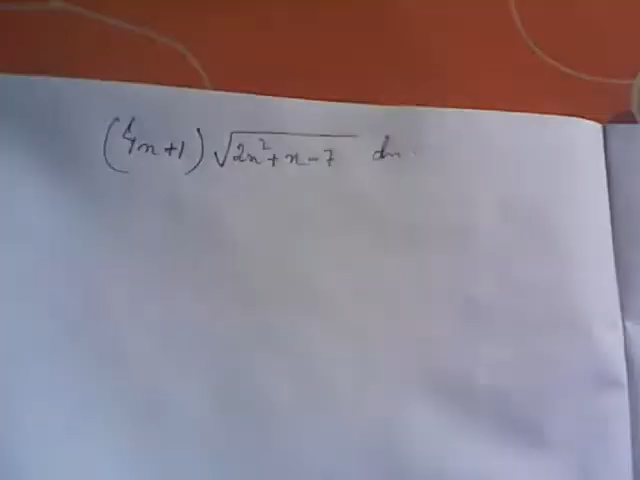 (4x+1) √(2x²+x-7) dx.